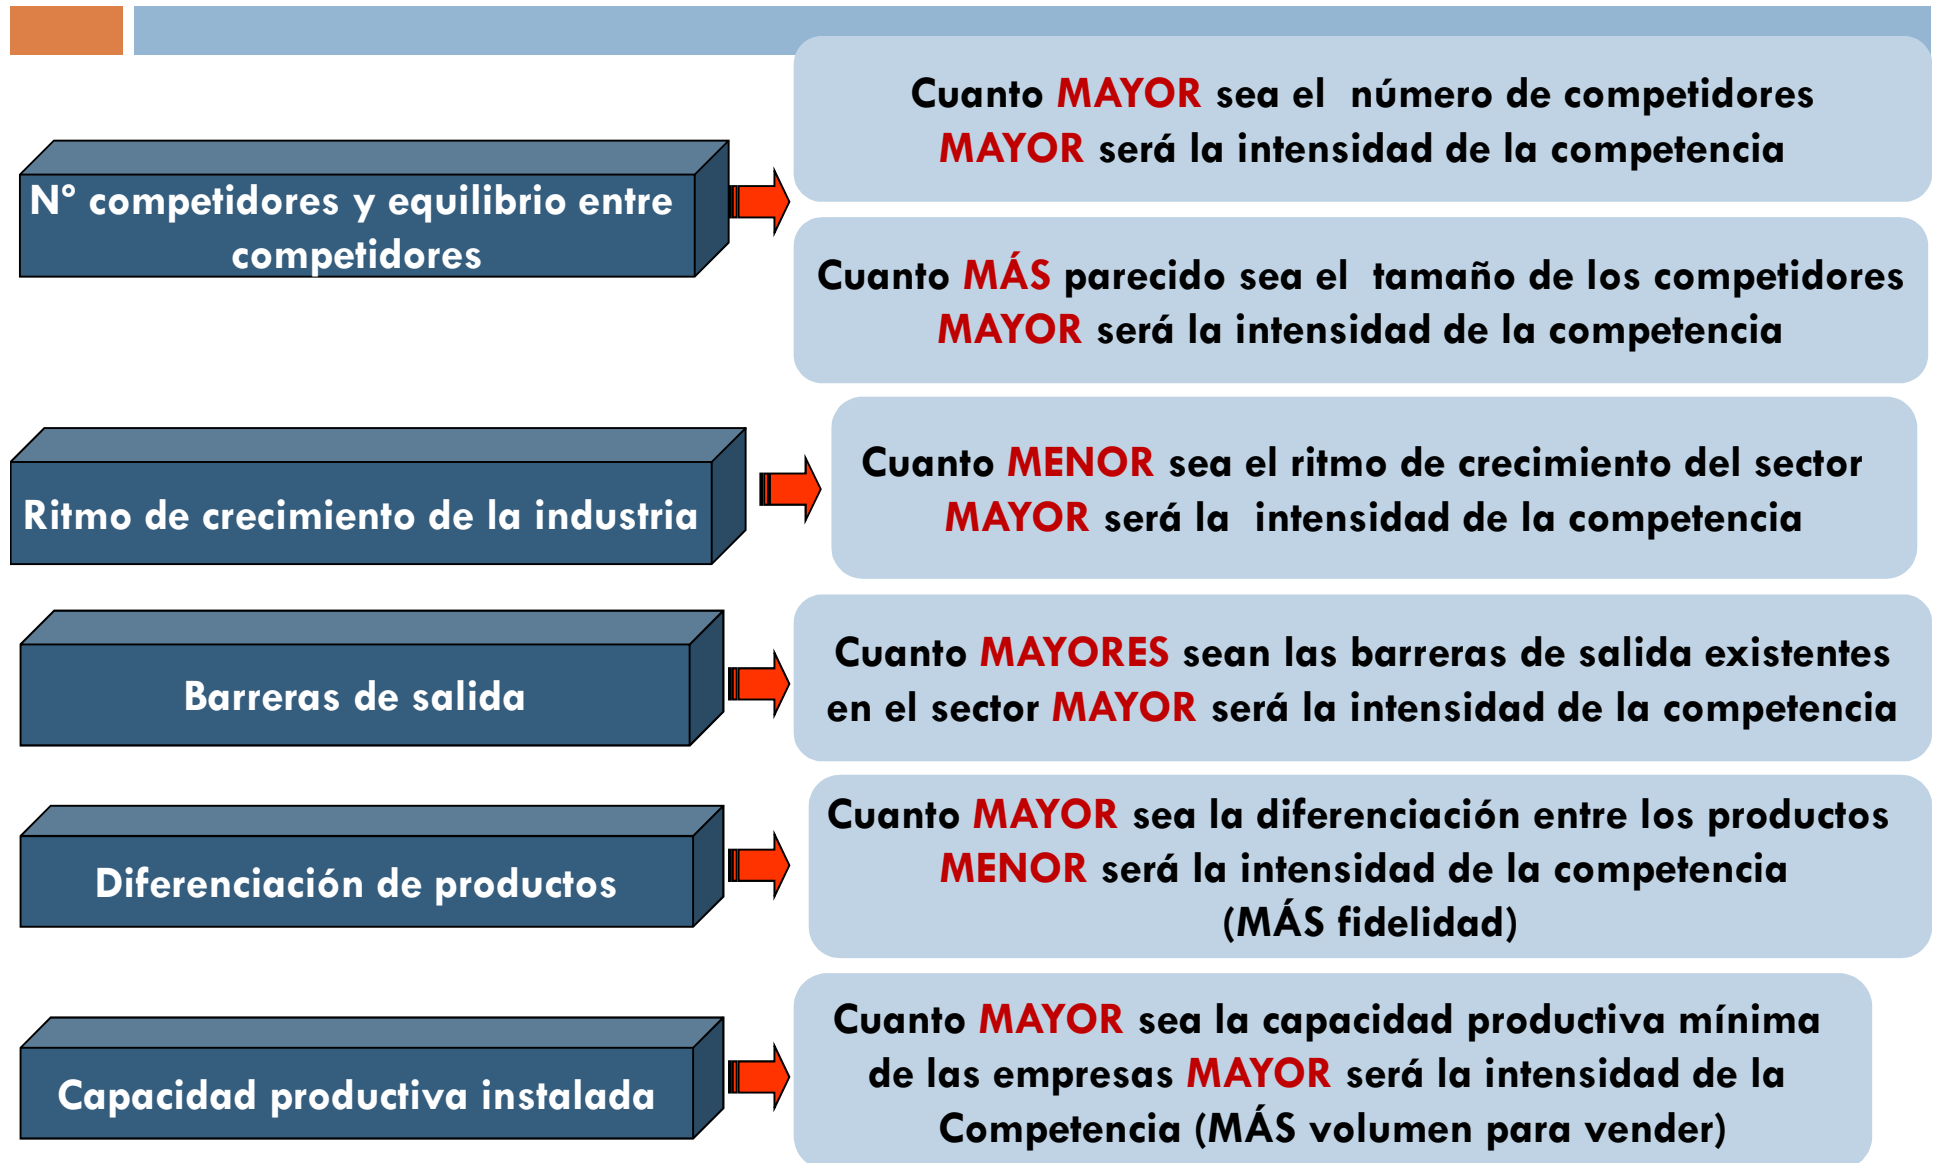 Nº competidores y equilibrio entre
competidores
Cuanto MAYOR sea el número de competidores
MAYOR será la intensidad de la competencia
Cuanto MÁS parecido sea el tamaño de los competidores
MAYOR será la intensidad de la competencia
Ritmo de crecimiento de la industria
Cuanto MENOR sea el ritmo de crecimiento del sector
MAYOR será la intensidad de la competencia
Barreras de salida
Cuanto MAYORES sean las barreras de salida existentes
en el sector MAYOR será la intensidad de la competencia
Diferenciación de productos
Cuanto MAYOR sea la diferenciación entre los productos
MENOR será la intensidad de la competencia
(MÁS fidelidad)
Capacidad productiva instalada
Cuanto MAYOR sea la capacidad productiva mínima
de las empresas MAYOR será la intensidad de la
Competencia (MÁS volumen para vender)